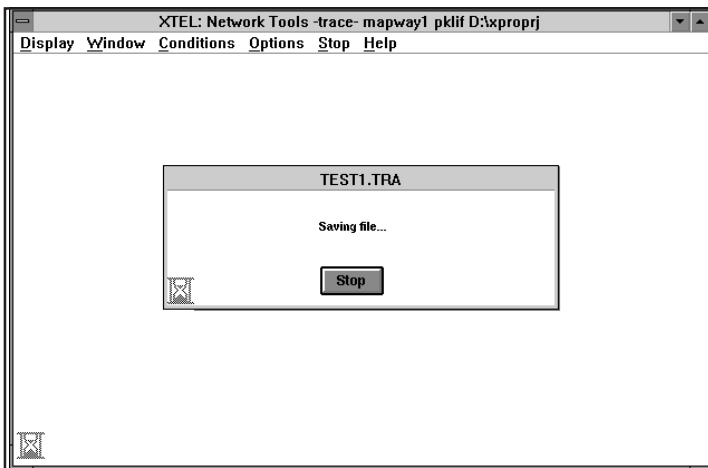 XTEL: Network Tools -trace- mapway1 pklif D:\xproprj
Display Window Conditions Options Stop Help
TEST1.TRA
Saving file...
Stop